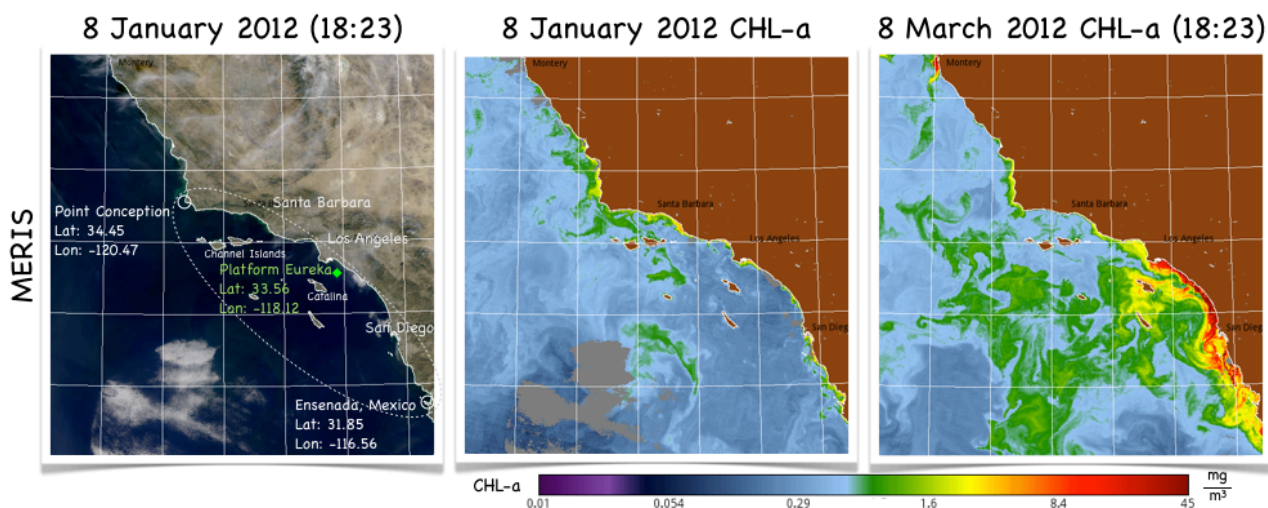 8 January 2012 (18:23)
8 January 2012 CHL-a
8 March 2012 CHL-a (18:23)
MERIS
Montery
Point Conception
Lat: 34.45
Lon: -120.47
Santa Barbara
Los Angeles
Channel Islands
Platform Eureka
Lat: 33.56
Lon: -118.12
Catalina
San Diego
Ensenada, Mexico
Lat: 31.85
Lon: -116.56
Montery
Santa Barbara
Los Angeles
San Dieg
Montery
Santa Barbara
Los Angeles
San Dieg
CHL-a
0.01 0.054 0.29 1.6 8.4 45
mg
m³